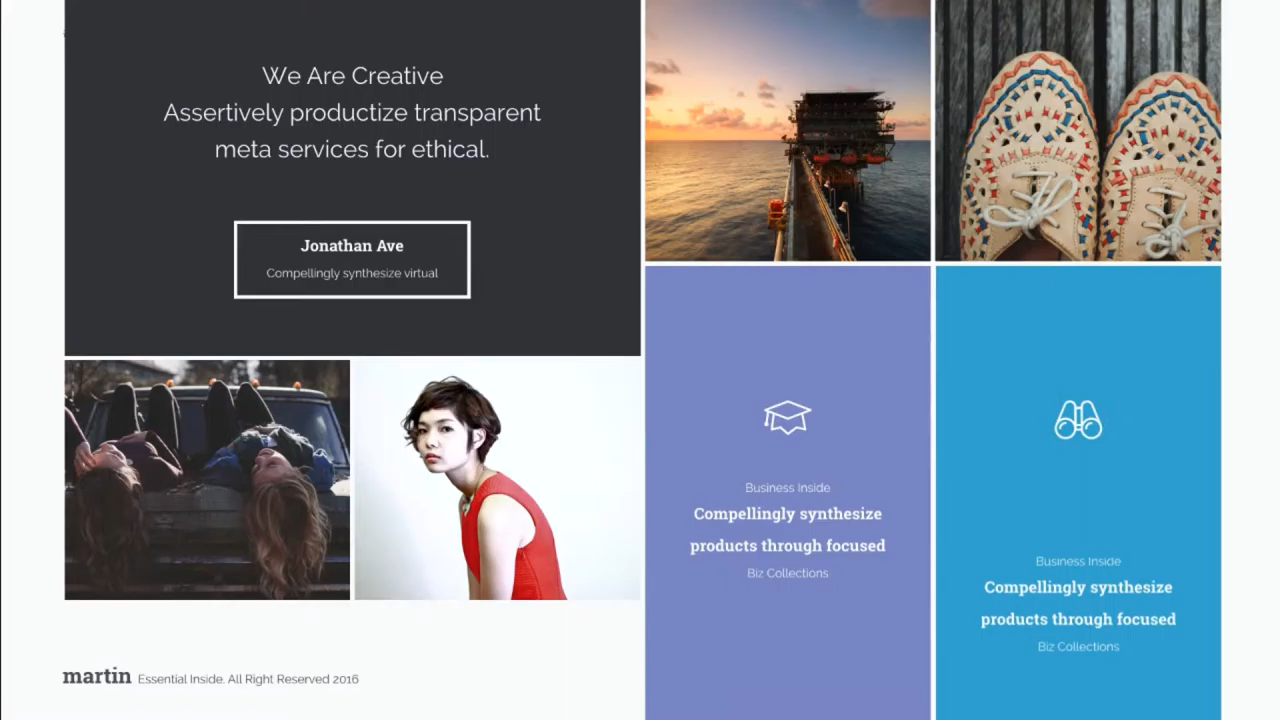 We Are Creative
Assertively productize transparent
meta services for ethical.
Jonathan Ave
Compellingly synthesize virtual
Business Inside
Compellingly synthesize
products through focused
Biz Collections
Business Inside
Compellingly synthesize
products through focused
Biz Collections
martin Essential Inside. All Right Reserved 2016